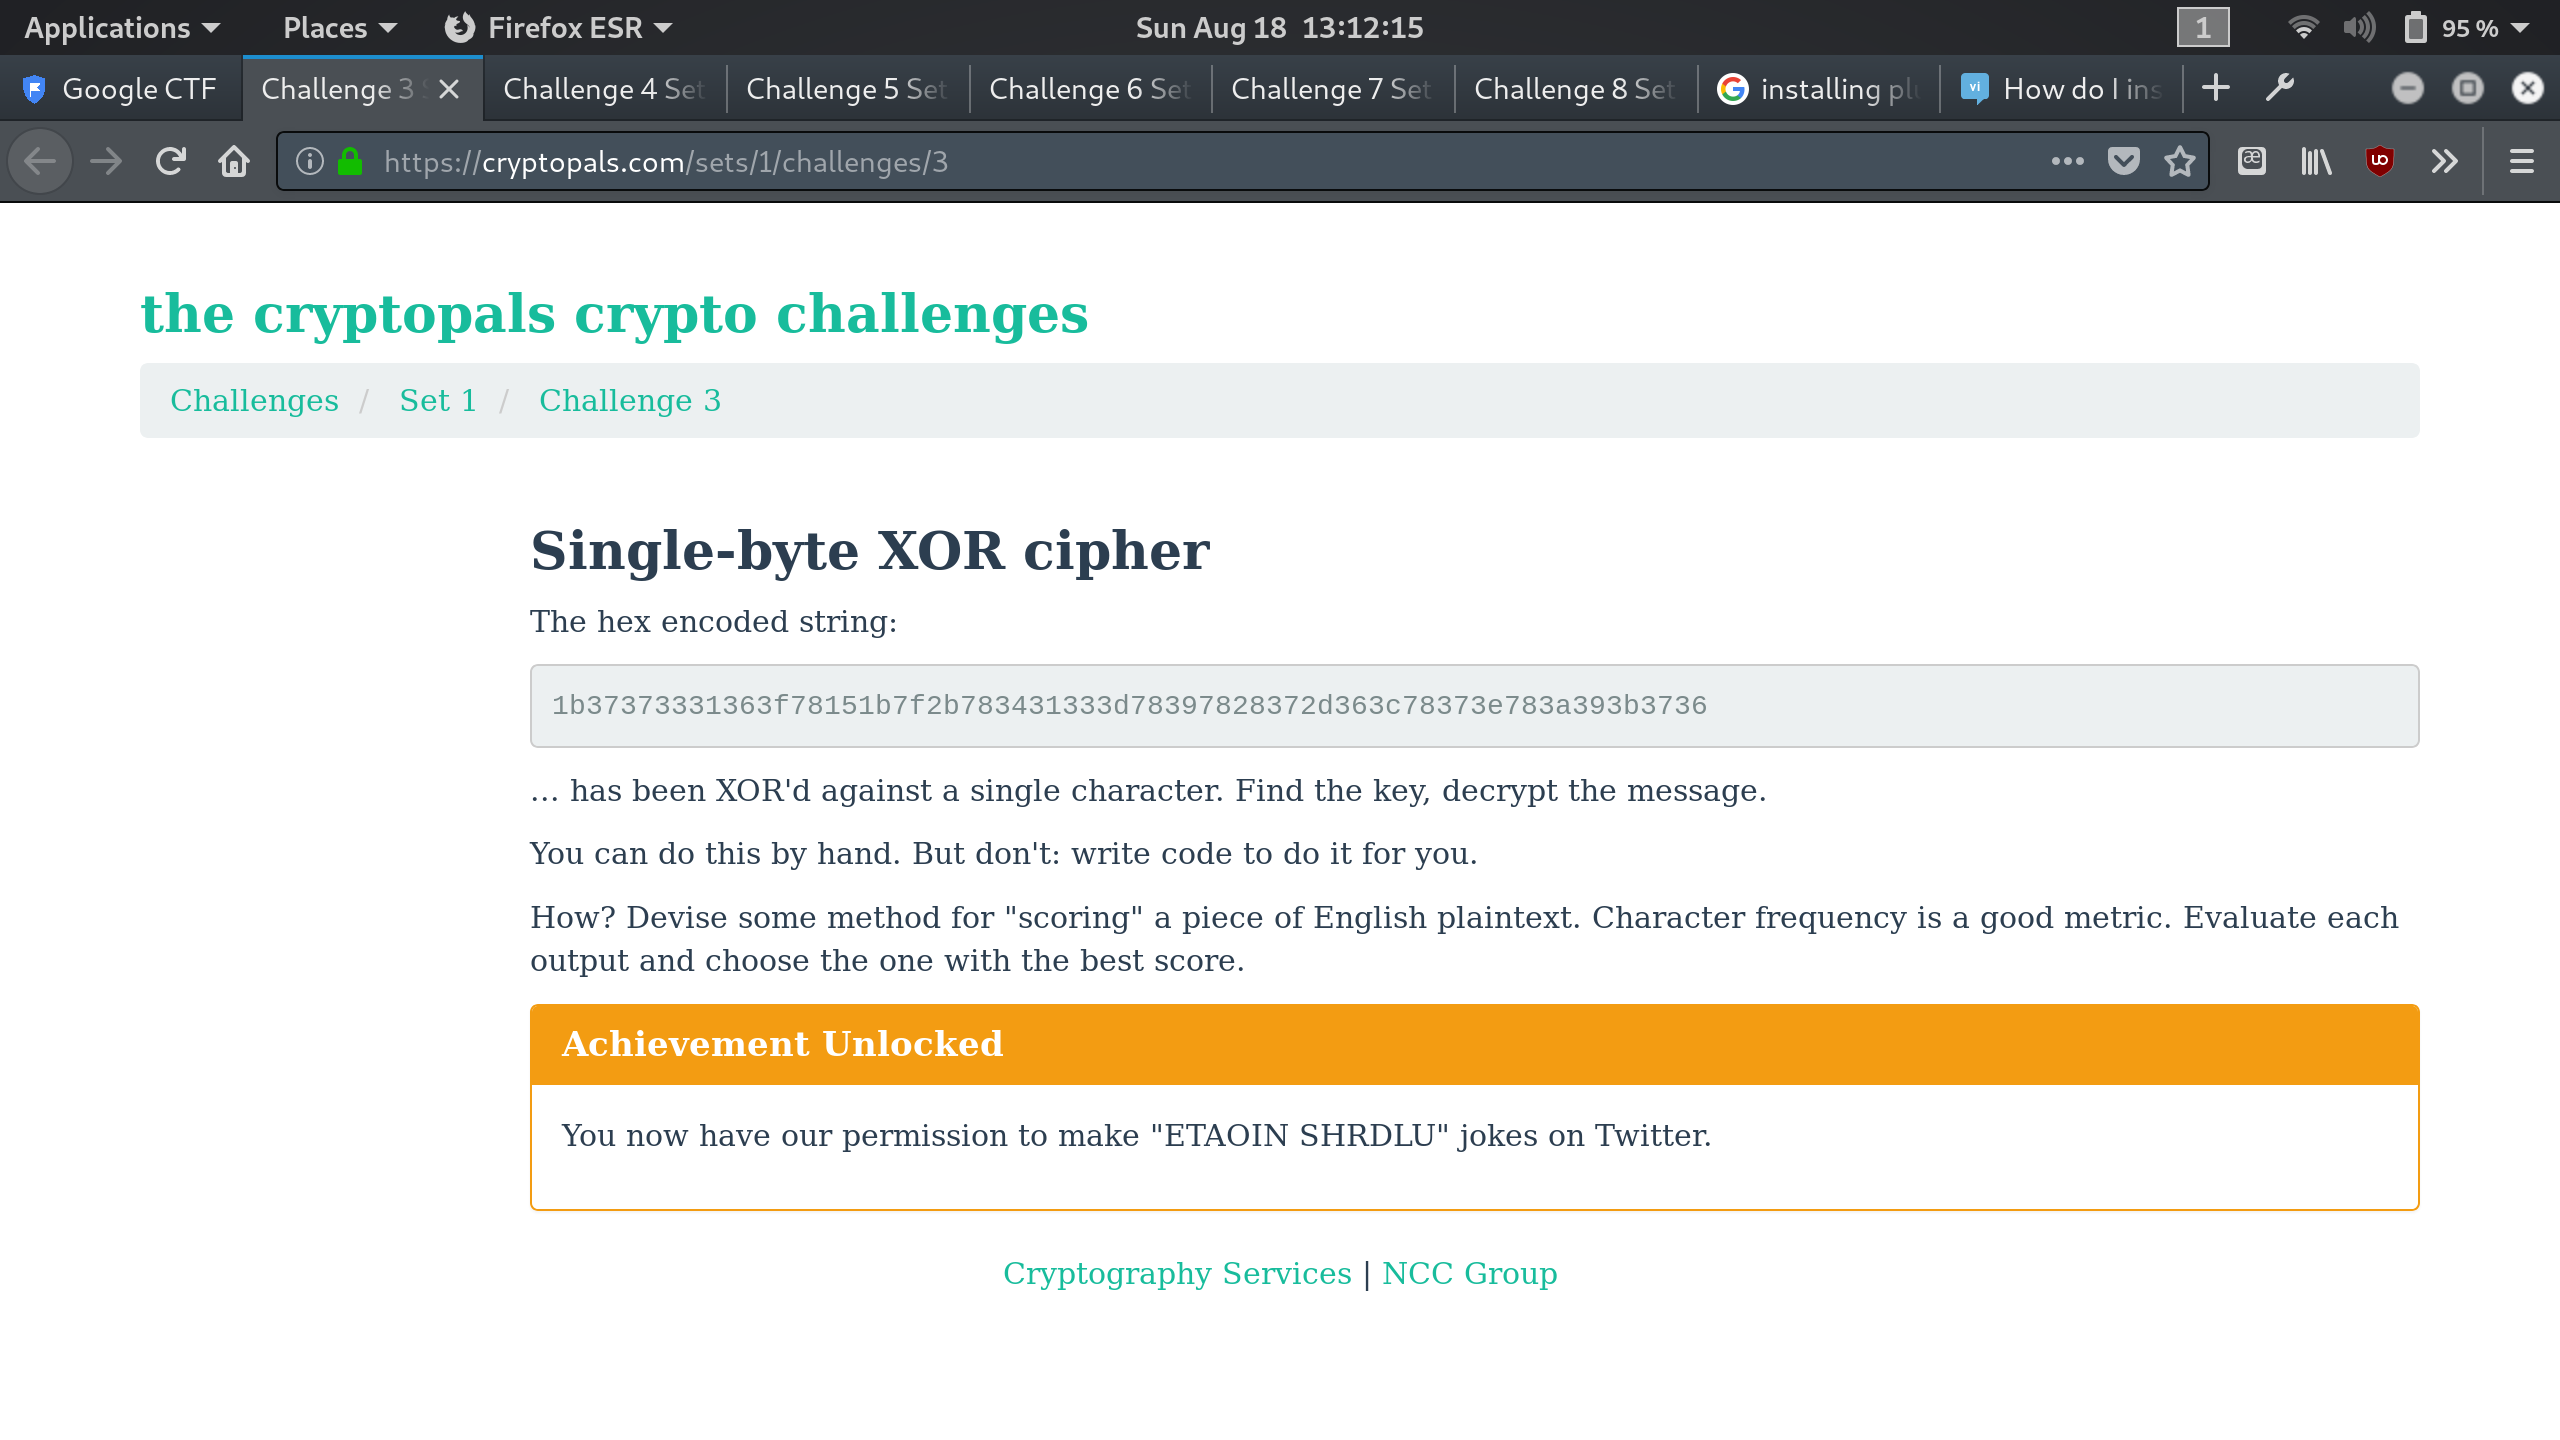 Applications Places Firefox ESR Sun Aug 18 13:12:15 1 95 %
Google CTF Challenge 3 S Challenge 4 Set Challenge 5 Set Challenge 6 Set Challenge 7 Set Challenge 8 Set installing plu How do I ins
https://cryptopals.com/sets/1/challenges/3
the cryptopals crypto challenges
Challenges / Set 1 / Challenge 3
Single-byte XOR cipher
The hex encoded string:
1b37373331363f78151b7f2b783431333d78397828372d363c78373e783a393b3736
... has been XOR'd against a single character. Find the key, decrypt the message.
You can do this by hand. But don't: write code to do it for you.
How? Devise some method for "scoring" a piece of English plaintext. Character frequency is a good metric. Evaluate each
output and choose the one with the best score.
Achievement Unlocked
You now have our permission to make "ETAOIN SHRDLU" jokes on Twitter.
Cryptography Services | NCC Group